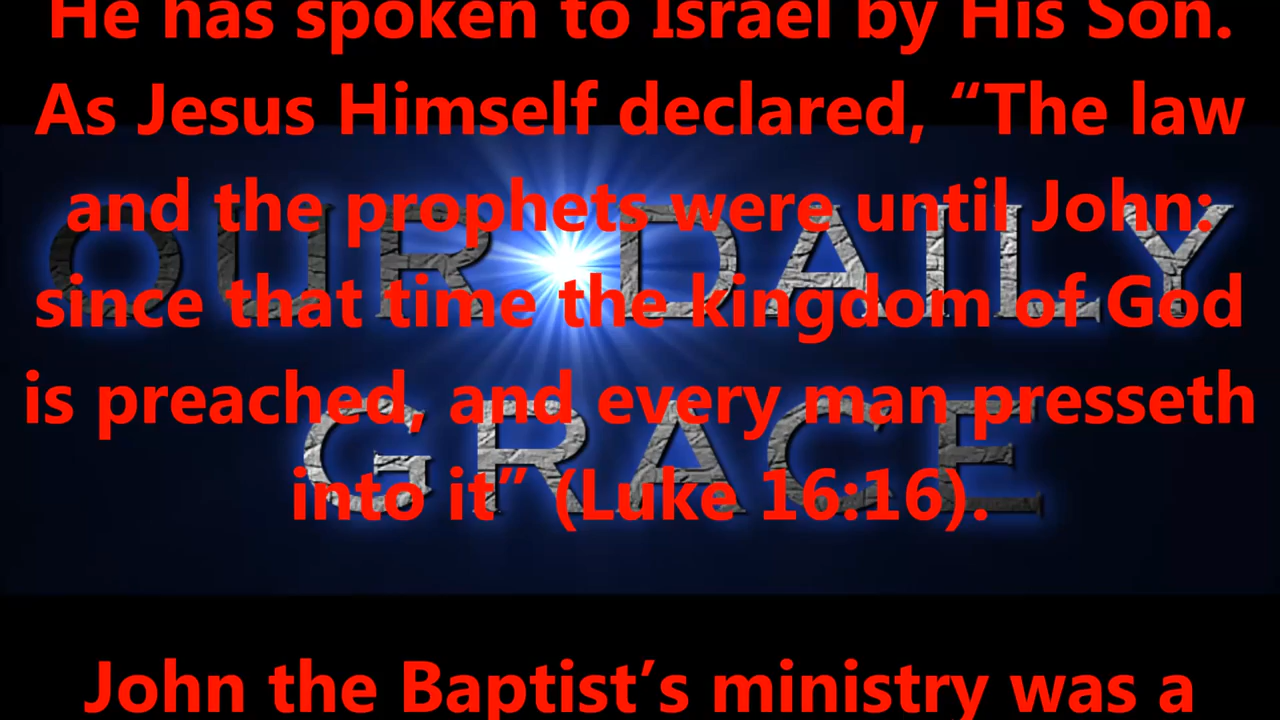 He has spoken to Israel by His Son.
As Jesus Himself declared, “The law
and the prophets were until John:
OUR DAILY
since that time the kingdom of God
is preached, and every man presseth
GRACE
into it” (Luke 16:16).
John the Baptist’s ministry was a